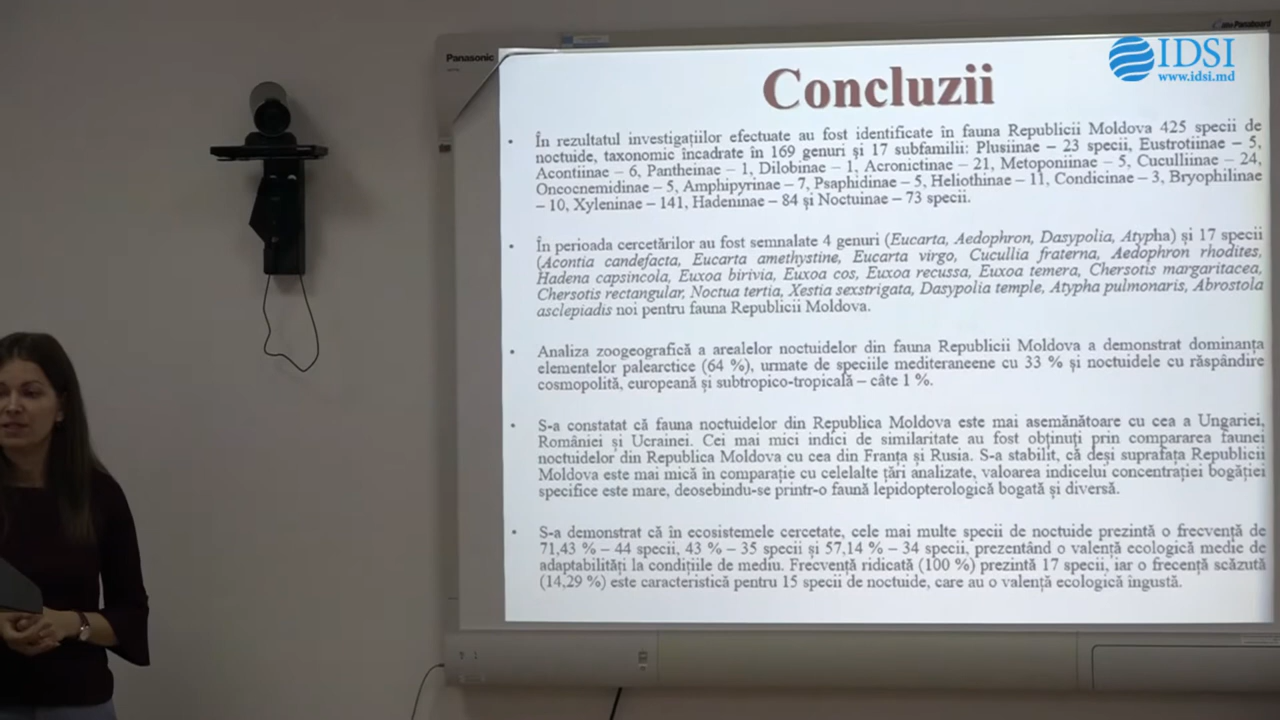 Panasonic
Panaboard
IDSI
www.idsi.md
Concluzii
• În rezultatul investigațiilor efectuate au fost identificate în fauna Republicii Moldova 425 specii de
noctuide, taxonomic încadrate în 169 genuri și 17 subfamilii: Plusiinae – 23 specii, Eustrotiinae – 5,
Acontiinae – 6, Pantheinae – 1, Dilobinae – 1, Acronictinae – 21, Metoponiinae – 5, Cuculliinae – 24,
Oncocnemidinae – 5, Amphipyrinae – 7, Psaphidinae – 5, Heliothinae – 11, Condicinae – 3, Bryophilinae
– 10, Xyleninae – 141, Hadeninae – 84 și Noctuinae – 73 specii.
• În perioada cercetărilor au fost semnalate 4 genuri (Eucarta, Aedophron, Dasypolia, Atypha) și 17 specii
(Acontia candefacta, Eucarta amethystine, Eucarta virgo, Cucullia fraterna, Aedophron rhodites,
Hadena capsincola, Euxoa birivia, Euxoa cos, Euxoa recussa, Euxoa temera, Chersotis margaritacea,
Chersotis rectangular, Noctua tertia, Xestia sexstrigata, Dasypolia temple, Atypha pulmonaris, Abrostola
asclepiadis noi pentru fauna Republicii Moldova.
• Analiza zoogeografică a arealelor noctuidelor din fauna Republicii Moldova a demonstrat dominanța
elementelor palearctice (64 %), urmate de speciile mediteraneene cu 33 % și noctuidele cu răspândire
cosmopolită, europeană și subtropico-tropicală – câte 1 %.
• S-a constatat că fauna noctuidelor din Republica Moldova este mai asemănătoare cu cea a Ungariei,
României și Ucrainei. Cei mai mici indici de similaritate au fost obținuți prin compararea faunei
noctuidelor din Republica Moldova cu cea din Franța și Rusia. S-a stabilit, că deși suprafața Republicii
Moldova este mai mică în comparație cu celelalte țări analizate, valoarea indicelui concentrației bogăției
specifice este mare, deosebindu-se printr-o faună lepidopterologică bogată și diversă.
• S-a demonstrat că în ecosistemele cercetate, cele mai multe specii de noctuide prezintă o frecvență de
71,43 % – 44 specii, 43 % – 35 specii și 57,14 % – 34 specii, prezentând o valență ecologică medie de
adaptabilități la condițiile de mediu. Frecvență ridicată (100 %) prezintă 17 specii, iar o frecență scăzută
(14,29 %) este caracteristică pentru 15 specii de noctuide, care au o valență ecologică îngustă.